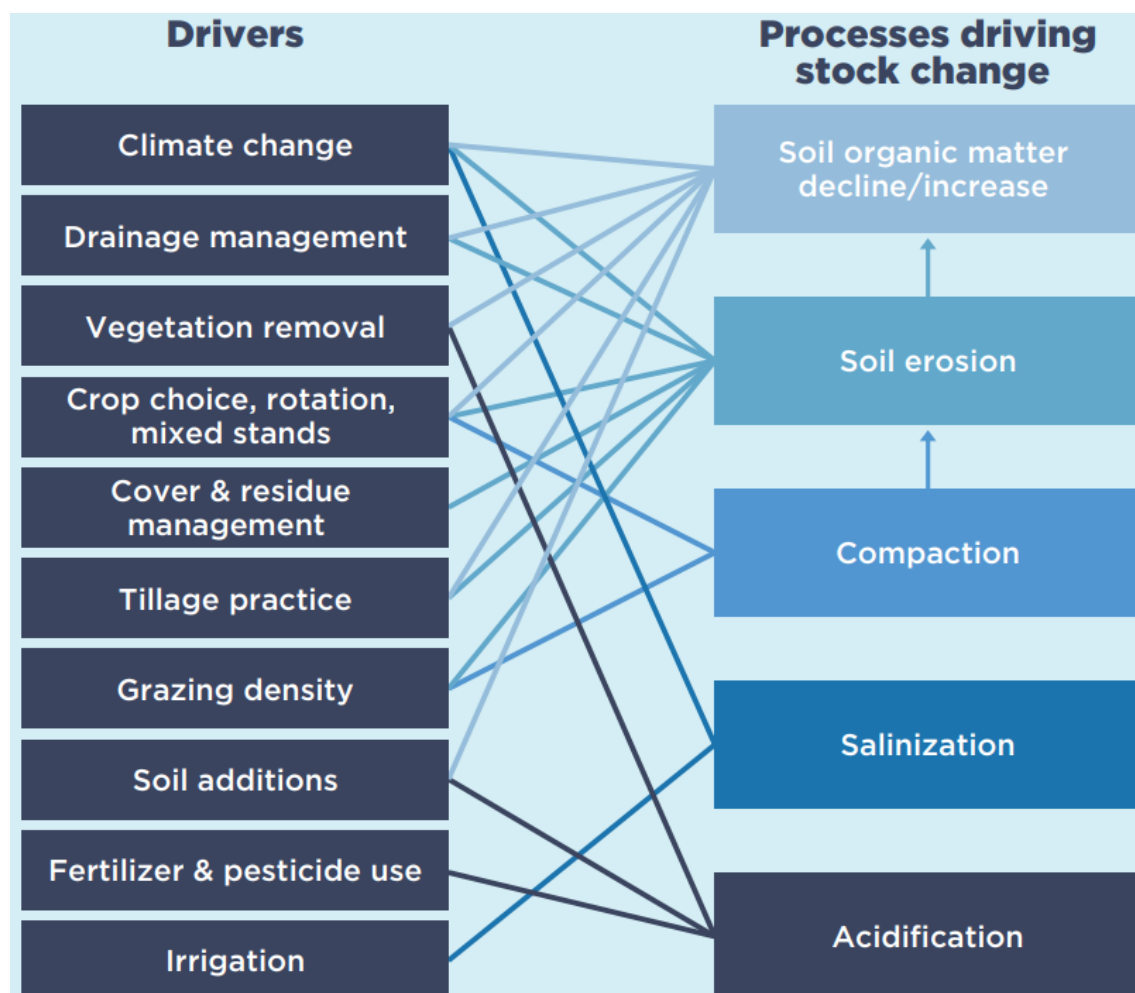 Drivers
Processes driving
stock change
Climate change
Drainage management
Vegetation removal
Crop choice, rotation,
mixed stands
Cover & residue
management
Tillage practice
Grazing density
Soil additions
Fertilizer & pesticide use
Irrigation
Soil organic matter
decline/increase
Soil erosion
Compaction
Salinization
Acidification